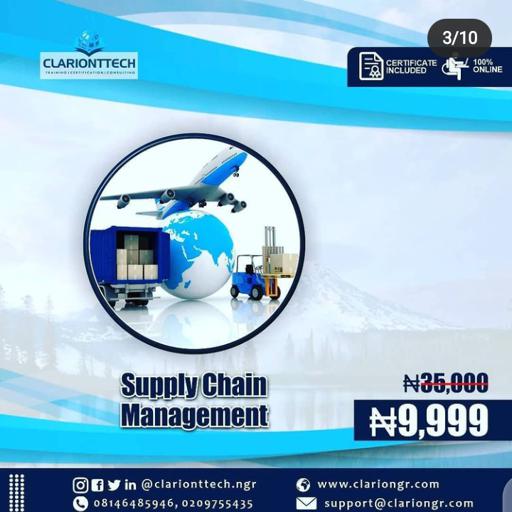 3/10
CLARIONTTECH
TRAINING | CERTIFICATION | CONSULTING
CERTIFICATE
INCLUDED
100%
ONLINE
Supply Chain
Management
₦35,000
₦9,999
@clarionttech.ngr
www.clariongr.com
08146485946, 0209755435
support@clariongr.com